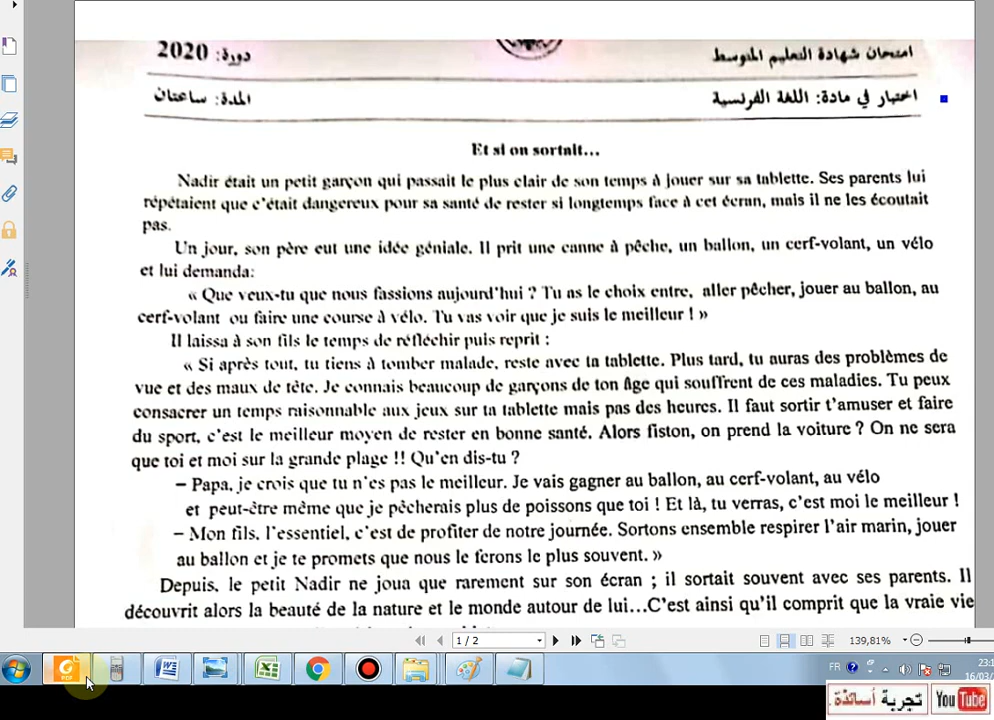 امتحان شهادة التعليم المتوسط دورة: 2020
اختبار في مادة: اللغة الفرنسية المدة: ساعتان
Et si on sortait…
Nadir était un petit garçon qui passait le plus clair de son temps à jouer sur sa tablette. Ses parents lui
répétaient que c'était dangereux pour sa santé de rester si longtemps face à cet écran, mais il ne les écoutait
pas.
Un jour, son père eut une idée géniale. Il prit une canne à pêche, un ballon, un cerf-volant, un vélo
et lui demanda:
« Que veux-tu que nous fassions aujourd'hui ? Tu as le choix entre, aller pêcher, jouer au ballon, au
cerf-volant ou faire une course à vélo. Tu vas voir que je suis le meilleur ! »
Il laissa à son fils le temps de réfléchir puis reprit :
« Si après tout, tu tiens à tomber malade, reste avec ta tablette. Plus tard, tu auras des problèmes de
vue et des maux de tête. Je connais beaucoup de garçons de ton âge qui souffrent de ces maladies. Tu peux
consacrer un temps raisonnable aux jeux sur ta tablette mais pas des heures. Il faut sortir t'amuser et faire
du sport, c'est le meilleur moyen de rester en bonne santé. Alors fiston, on prend la voiture ? On ne sera
que toi et moi sur la grande plage !! Qu'en dis-tu ?
– Papa, je crois que tu n'es pas le meilleur. Je vais gagner au ballon, au cerf-volant, au vélo
et peut-être même que je pêcherais plus de poissons que toi ! Et là, tu verras, c'est moi le meilleur !
– Mon fils, l'essentiel, c'est de profiter de notre journée. Sortons ensemble respirer l'air marin, jouer
au ballon et je te promets que nous le ferons le plus souvent. »
Depuis, le petit Nadir ne joua que rarement sur son écran ; il sortait souvent avec ses parents. Il
découvrit alors la beauté de la nature et le monde autour de lui…C'est ainsi qu'il comprit que la vraie vie
1 / 2
139,81%
FR
23:1
16/03/
تجربة أساتذة.
YouTube